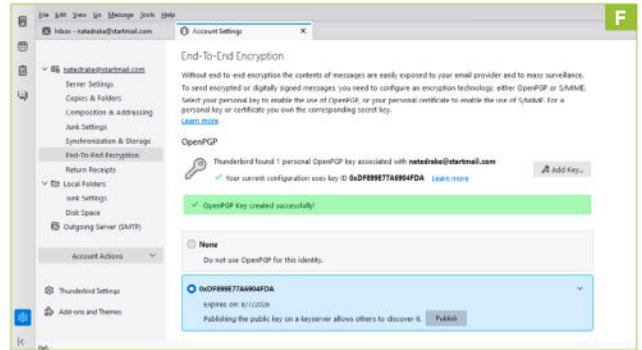 File Edit View Go Message Tools Help
F
Inbox - natedrake@startmail.com
Account Settings
natedrake@startmail.com
Server Settings
Copies & Folders
Composition & Addressing
Junk Settings
Synchronization & Storage
End-To-End Encryption
Return Receipts
Local Folders
Junk Settings
Disk Space
Outgoing Server (SMTP)
Account Actions
Thunderbird Settings
Add-ons and Themes
End-To-End Encryption
Without end-to-end encryption the contents of messages are easily exposed to your email provider and to mass surveillance.
To send encrypted or digitally signed messages, you need to configure an encryption technology, either OpenPGP or S/MIME.
Select your personal key to enable the use of OpenPGP, or your personal certificate to enable the use of S/MIME. For a
personal key or certificate you own the corresponding secret key.
Learn more
OpenPGP
Thunderbird found 1 personal OpenPGP key associated with natedrake@startmail.com
Your current configuration uses key ID 0xDF899E77A6904FDA Learn more
Add Key...
OpenPGP Key created successfully!
None
Do not use OpenPGP for this identity.
0xDF899E77A6904FDA
Expires on: 8/7/2026
Publishing the public key on a keyserver allows others to discover it. Publish